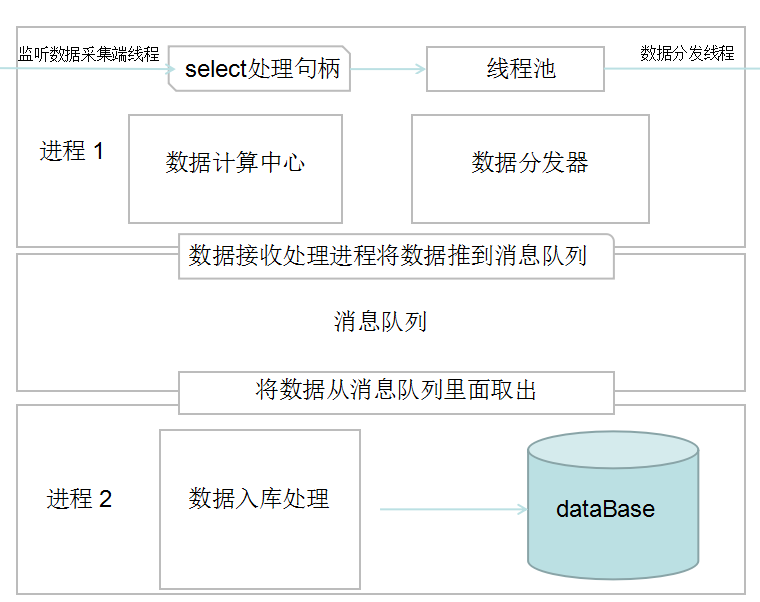 监听数据采集端线程
select处理句柄
线程池
数据分发线程
进程 1
数据计算中心
数据分发器
数据接收处理进程将数据推到消息队列
消息队列
将数据从消息队列里面取出
进程 2
数据入库处理
dataBase